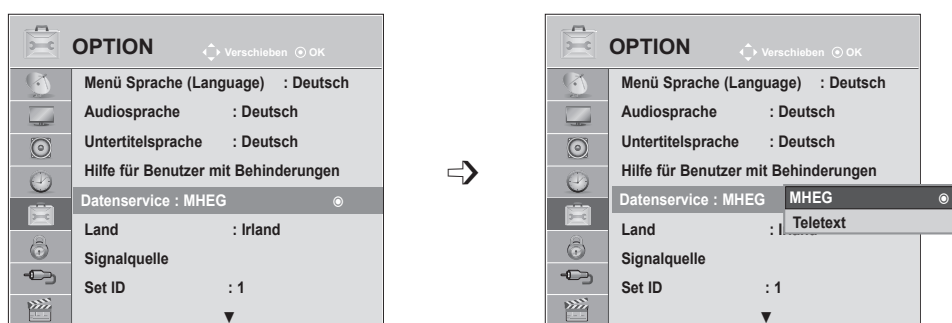 OPTION
Verschieben OK
Menü Sprache (Language) : Deutsch
Audiosprache : Deutsch
Untertitelsprache : Deutsch
Hilfe für Benutzer mit Behinderungen
Datenservice : MHEG
Land : Irland
Signalquelle
Set ID : 1
OPTION
Verschieben OK
Menü Sprache (Language) : Deutsch
Audiosprache : Deutsch
Untertitelsprache : Deutsch
Hilfe für Benutzer mit Behinderungen
Datenservice : MHEG
MHEG
Teletext
Land : Irland
Signalquelle
Set ID : 1